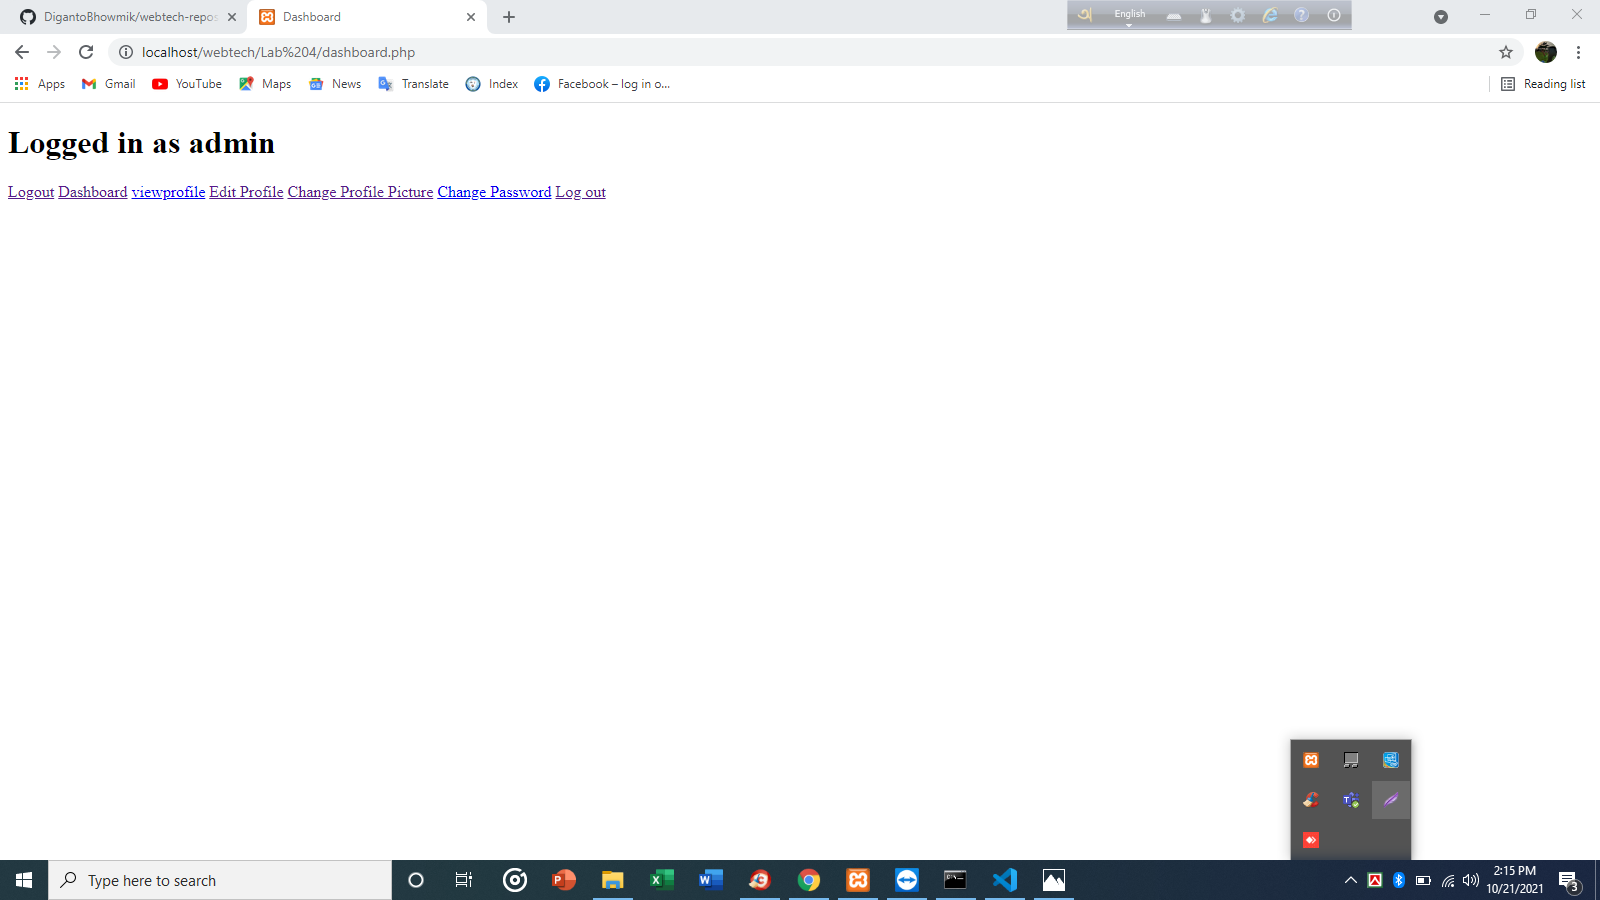 DigantoBhowmik/webtech-repos
Dashboard
English
localhost/webtech/Lab%204/dashboard.php
Apps
Gmail
YouTube
Maps
News
Translate
Index
Facebook – log in o...
Reading list
Logged in as admin
Logout Dashboard viewprofile Edit Profile Change Profile Picture Change Password Log out
Type here to search
2:15 PM
10/21/2021
3